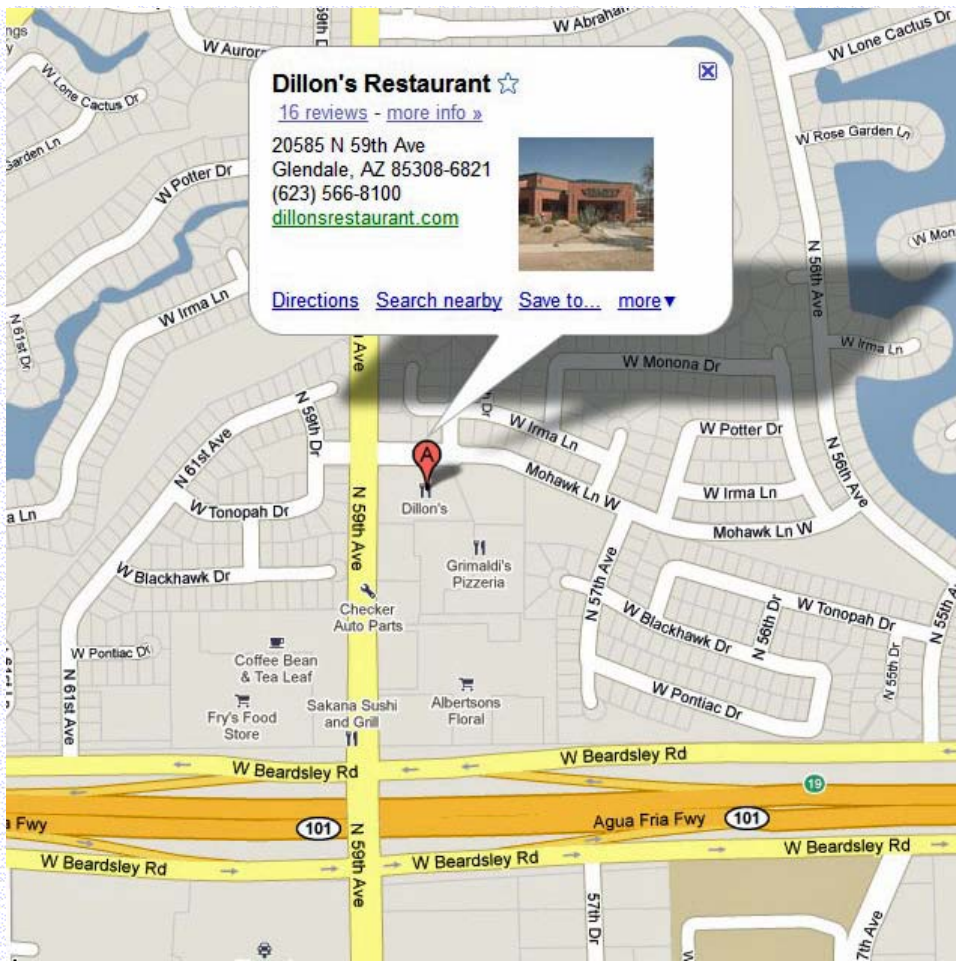 Dillon's Restaurant
16 reviews - more info »
20585 N 59th Ave
Glendale, AZ 85308-6821
(623) 566-8100
dillonsrestaurant.com
Directions Search nearby Save to... more▼
W Lone Cactus Dr
W Lone Cactus Dr
W Rose Garden Ln
W Potter Dr
N 56th Ave
W Irma Ln
N 61st Dr
W Irma Ln
W Monona Dr
N 59th Dr
W Irma Ln
W Potter Dr
N 61st Ave
A
Mohawk Ln W
N 56th Ave
W Irma Ln
W Tonopah Dr
Dillon's
N 59th Ave
Mohawk Ln W
Grimaldi's
Pizzeria
W Blackhawk Dr
N 57th Ave
Checker
Auto Parts
W Tonopah Dr
W Blackhawk Dr
N 56th Dr
W Pontiac Dr
Coffee Bean
& Tea Leaf
N 55th Dr
N 61st Ave
W Pontiac Dr
Fry's Food
Store
Sakana Sushi
and Grill
Albertsons
Floral
W Beardsley Rd
W Beardsley Rd
19
101
Agua Fria Fwy
101
Fwy
N 59th Ave
W Beardsley Rd
W Beardsley Rd
W Beardsley Rd
57th Dr